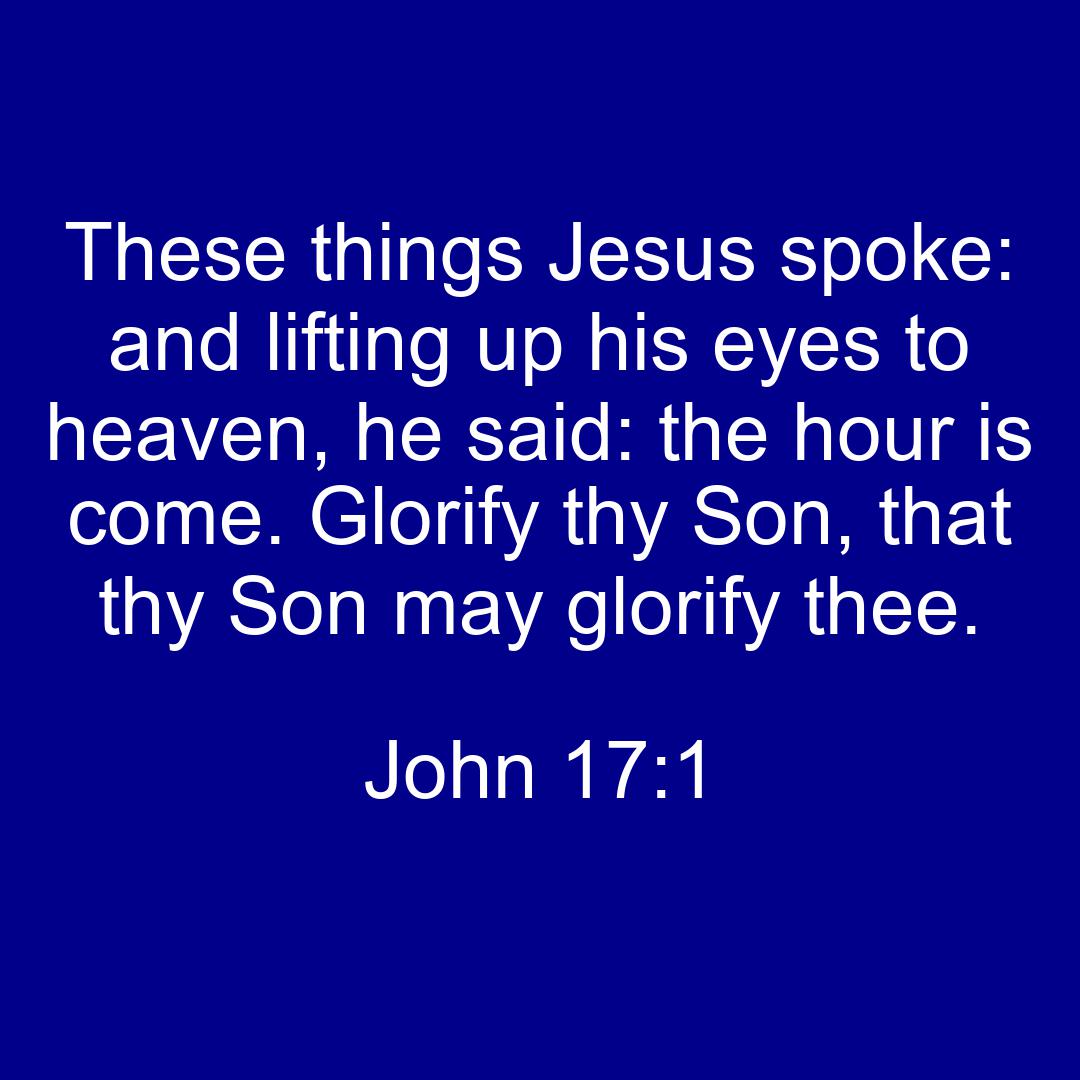 These things Jesus spoke:
and lifting up his eyes to
heaven, he said: the hour is
come. Glorify thy Son, that
thy Son may glorify thee.
John 17:1